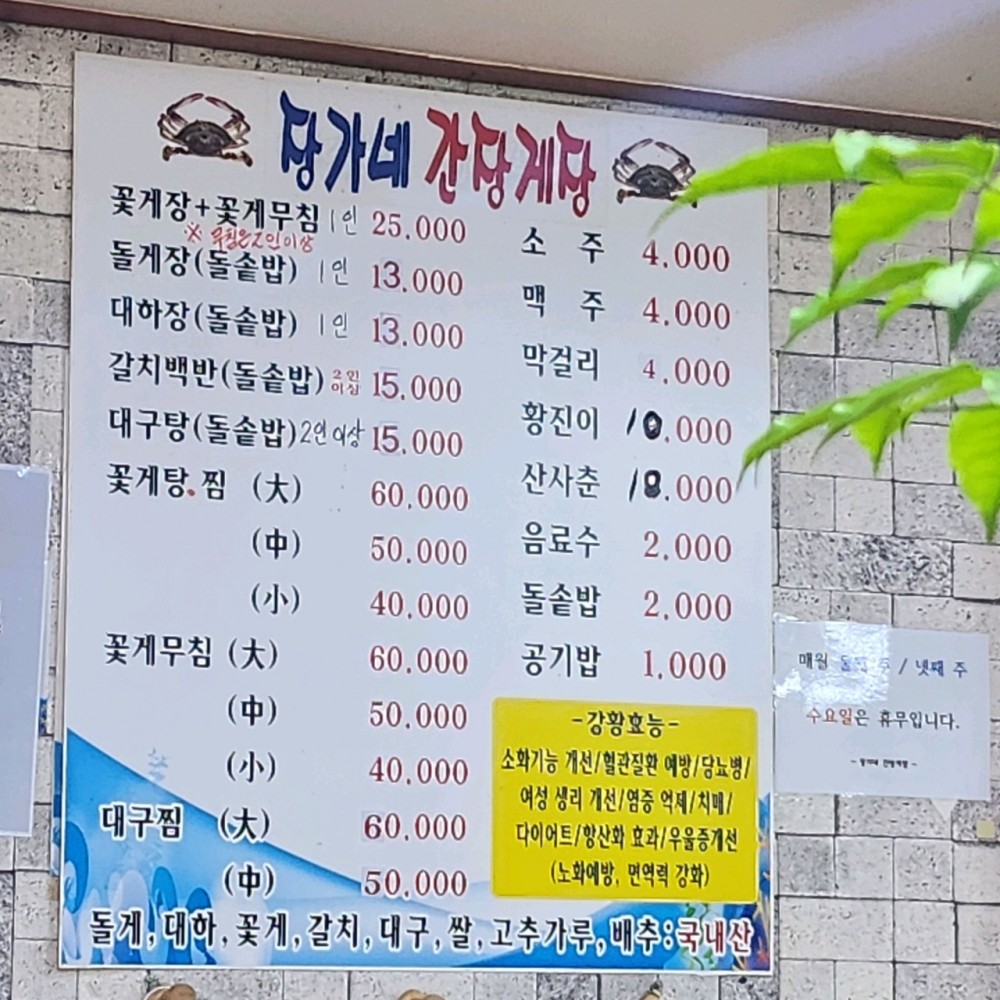 장가네 간장게장
꽃게장+꽃게무침 1인 25.000
※ 무침은 2인이상
돌게장(돌솥밥) 1인 13.000
대하장(돌솥밥) 1인 13.000
갈치백반(돌솥밥) 2인이상 15.000
대구탕(돌솥밥) 2인이상 15.000
꽃게탕.찜 (大) 60.000
(中) 50.000
(小) 40.000
꽃게무침 (大) 60.000
(中) 50.000
(小) 40.000
대구찜 (大) 60.000
(中) 50.000
소 주 4.000
맥 주 4.000
막걸리 4.000
황진이 10.000
산사춘 10.000
음료수 2.000
돌솥밥 2.000
공기밥 1.000
-강황효능-
소화기능 개선/혈관질환 예방/당뇨병/
여성 생리 개선/염증 억제/치매/
다이어트/항산화 효과/우울증개선
(노화예방, 면역력 강화)
돌게, 대하, 꽃게, 갈치, 대구, 쌀, 고추가루, 배추:국내산
매월 둘째 주 / 넷째 주
수요일은 휴무입니다.
- 장가네 간장게장 -